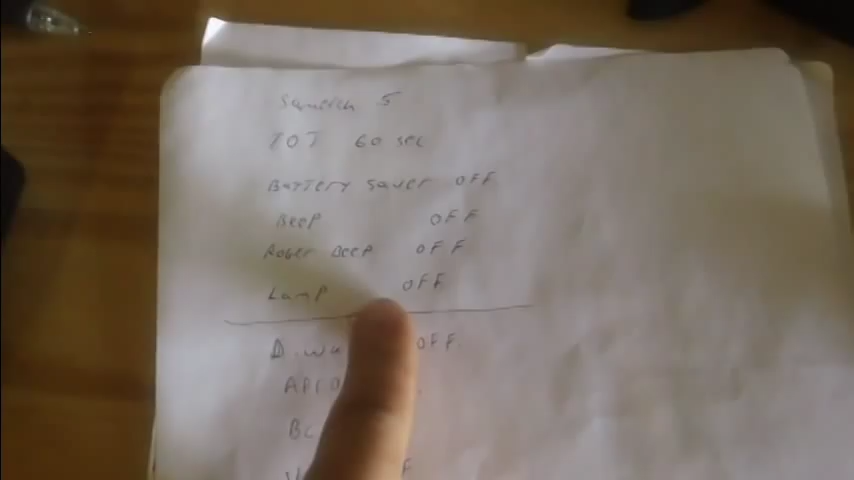 Squelch 5
TOT 60 sec
Battery saver OFF
Beep OFF
Roger Beep OFF
Lamp OFF
OFF